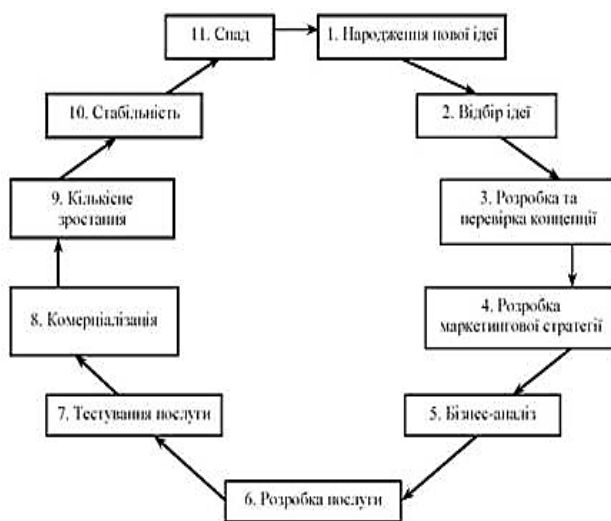 11. Спад
1. Народження нової ідеї
2. Відбір ідеї
3. Розробка та
перевірка концепції
4. Розробка
маркетингової стратегії
5. Бізнес-аналіз
6. Розробка послуги
7. Тестування послуги
8. Комерціалізація
9. Кількісне
зростання
10. Стабільність